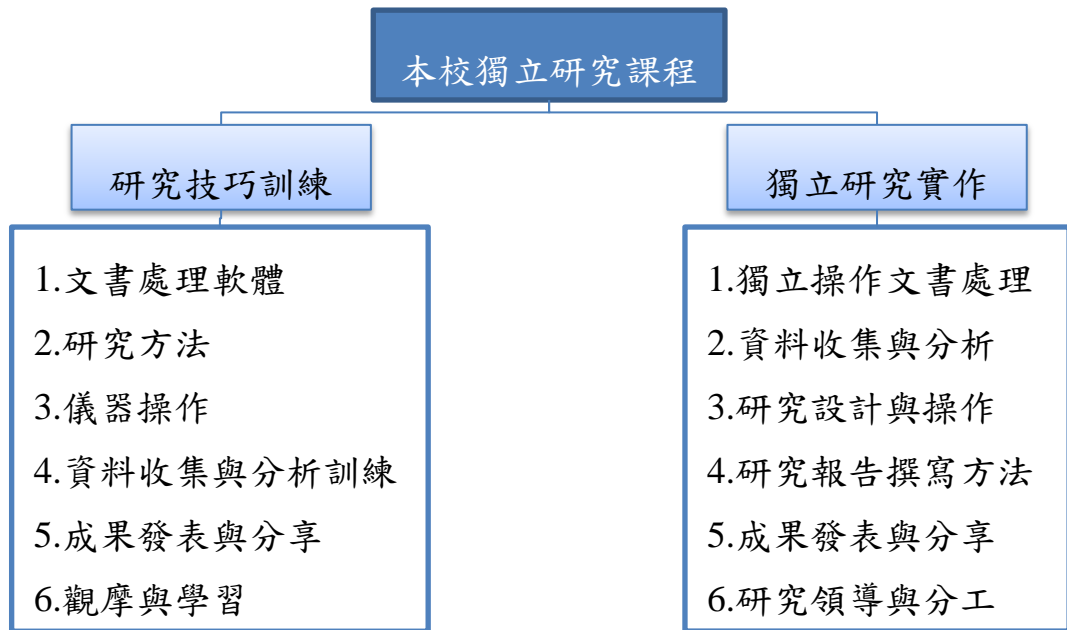 本校獨立研究課程
研究技巧訓練
1.文書處理軟體
2.研究方法
3.儀器操作
4.資料收集與分析訓練
5.成果發表與分享
6.觀摩與學習
獨立研究實作
1.獨立操作文書處理
2.資料收集與分析
3.研究設計與操作
4.研究報告撰寫方法
5.成果發表與分享
6.研究領導與分工